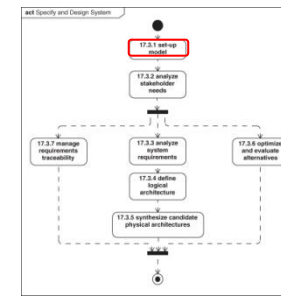 act Specify and Design System
17.3.1 set-up
model
17.3.2 analyze
stakeholder
needs
17.3.7 manage
requirements
traceability
17.3.3 analyze
system
requirements
17.3.6 optimize
and evaluate
alternatives
17.3.4 define
logical
architecture
17.3.5 synthesize candidate
physical architectures